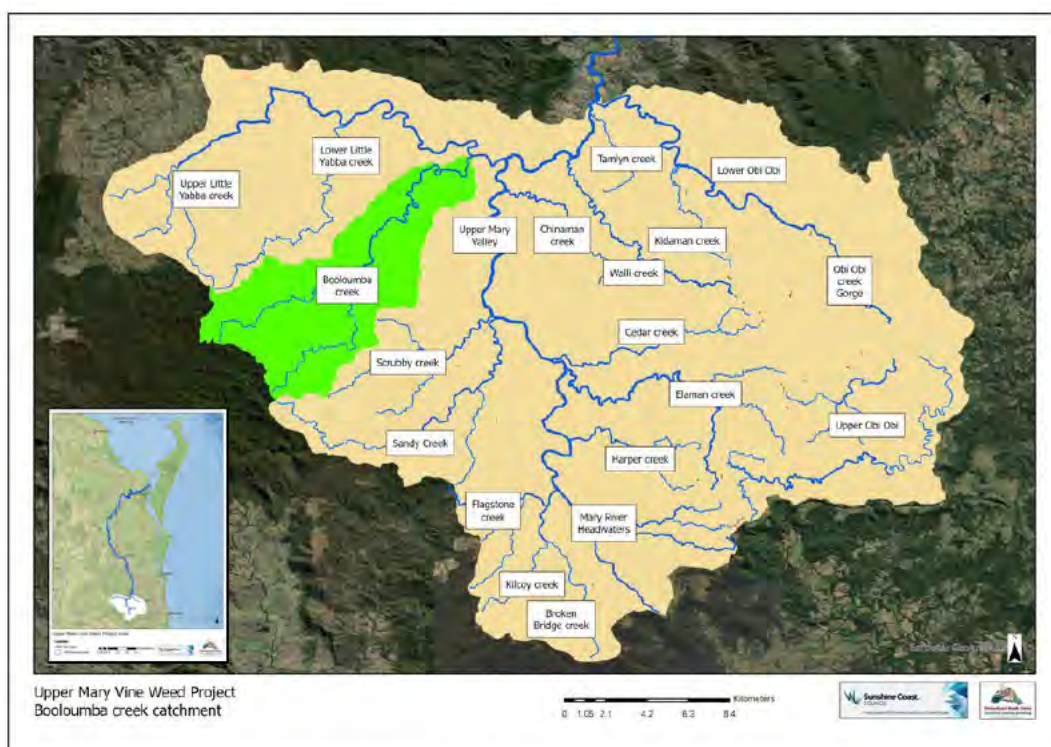 Tamlyn creek
Lower Little
Yabba creek
Lower Obi Obi
Upper Little
Yabba creek
Upper Mary
Valley
Chinaman
creek
Kidaman creek
Booloumba
creek
Walli creek
Obi Obi
creek
Gorge
Cedar creek
Scrubby creek
Elaman creek
Upper Obi Obi
Sandy Creek
Harper creek
Flagstone
creek
Mary River
Headwaters
Kilcoy creek
Broken
Bridge creek
Upper Mary Vine Weed Project
Booloumba creek catchment
Kilometers
0 1.05 2.1 4.2 6.3 8.4
N
Sunshine Coast
COUNCIL